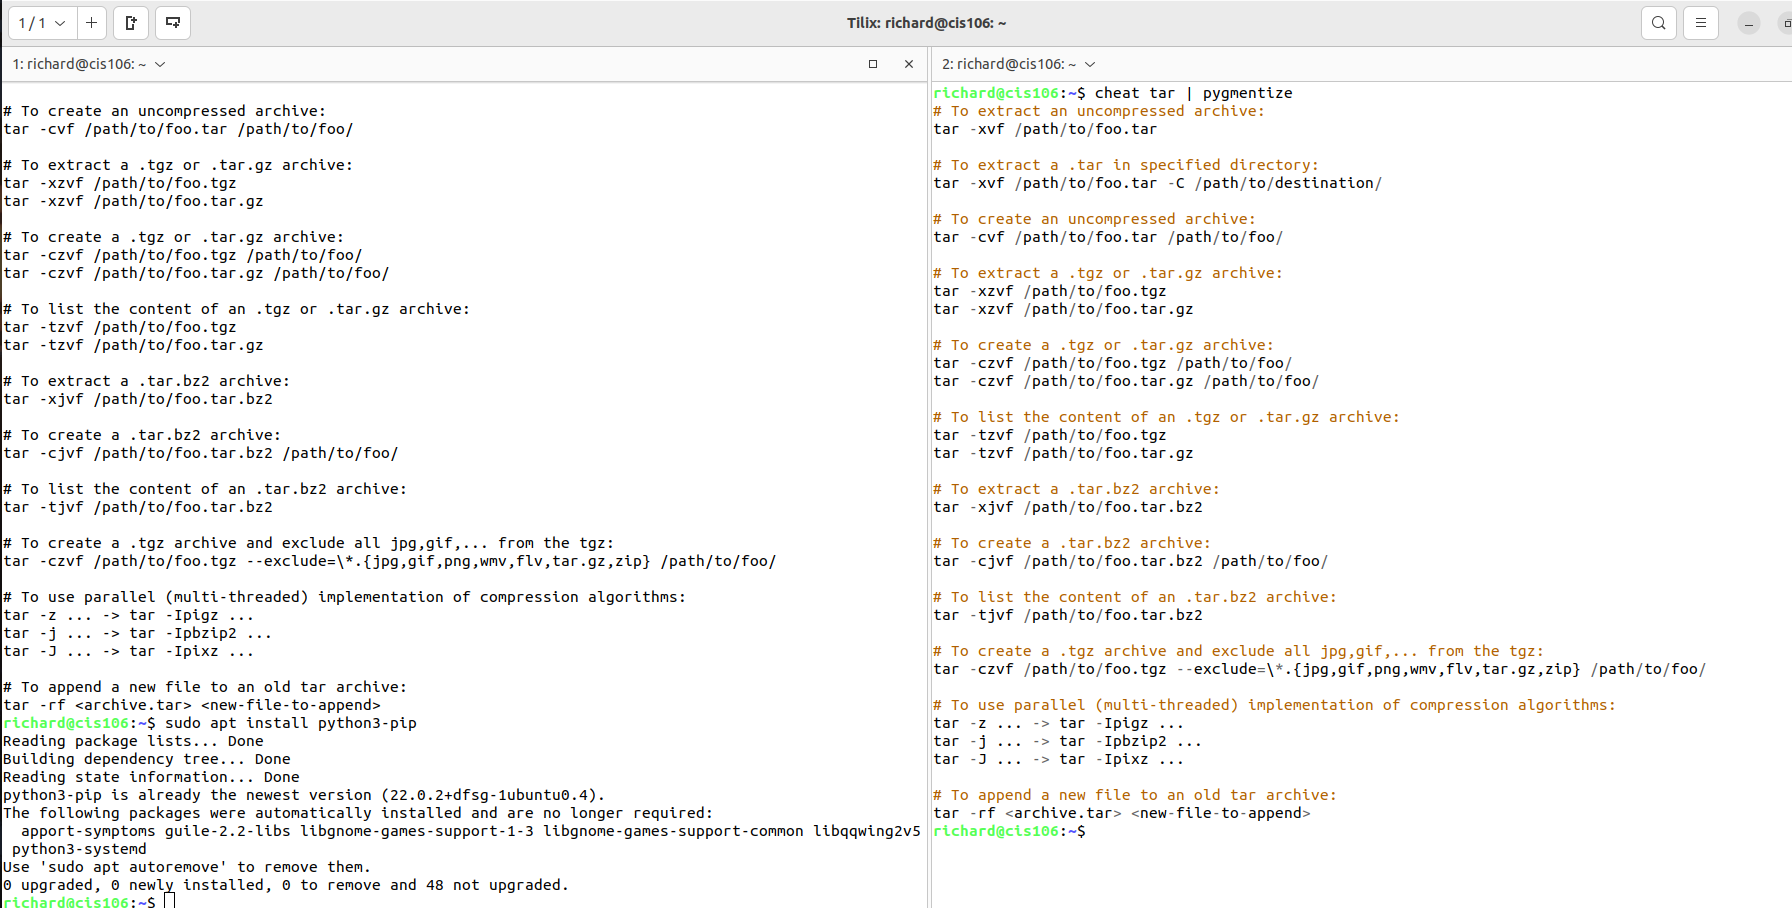 1 / 1
Tilix: richard@cis106: ~
1: richard@cis106: ~
# To create an uncompressed archive:
tar -cvf /path/to/foo.tar /path/to/foo/
# To extract a .tgz or .tar.gz archive:
tar -xzvf /path/to/foo.tgz
tar -xzvf /path/to/foo.tar.gz
# To create a .tgz or .tar.gz archive:
tar -czvf /path/to/foo.tgz /path/to/foo/
tar -czvf /path/to/foo.tar.gz /path/to/foo/
# To list the content of an .tgz or .tar.gz archive:
tar -tzvf /path/to/foo.tgz
tar -tzvf /path/to/foo.tar.gz
# To extract a .tar.bz2 archive:
tar -xjvf /path/to/foo.tar.bz2
# To create a .tar.bz2 archive:
tar -cjvf /path/to/foo.tar.bz2 /path/to/foo/
# To list the content of an .tar.bz2 archive:
tar -tjvf /path/to/foo.tar.bz2
# To create a .tgz archive and exclude all jpg,gif,... from the tgz:
tar -czvf /path/to/foo.tgz --exclude=\*.{jpg,gif,png,wmv,flv,tar.gz,zip} /path/to/foo/
# To use parallel (multi-threaded) implementation of compression algorithms:
tar -z ... -> tar -Ipigz ...
tar -j ... -> tar -Ipbzip2 ...
tar -J ... -> tar -Ipixz ...
# To append a new file to an old tar archive:
tar -rf <archive.tar> <new-file-to-append>
richard@cis106:~$ sudo apt install python3-pip
Reading package lists... Done
Building dependency tree... Done
Reading state information... Done
python3-pip is already the newest version (22.0.2+dfsg-1ubuntu0.4).
The following packages were automatically installed and are no longer required:
  apport-symptoms guile-2.2-libs libgnome-games-support-1-3 libgnome-games-support-common libqqwing2v5
 python3-systemd
Use 'sudo apt autoremove' to remove them.
0 upgraded, 0 newly installed, 0 to remove and 48 not upgraded.
richard@cis106:~$
2: richard@cis106: ~
richard@cis106:~$ cheat tar | pygmentize
# To extract an uncompressed archive:
tar -xvf /path/to/foo.tar
# To extract a .tar in specified directory:
tar -xvf /path/to/foo.tar -C /path/to/destination/
# To create an uncompressed archive:
tar -cvf /path/to/foo.tar /path/to/foo/
# To extract a .tgz or .tar.gz archive:
tar -xzvf /path/to/foo.tgz
tar -xzvf /path/to/foo.tar.gz
# To create a .tgz or .tar.gz archive:
tar -czvf /path/to/foo.tgz /path/to/foo/
tar -czvf /path/to/foo.tar.gz /path/to/foo/
# To list the content of an .tgz or .tar.gz archive:
tar -tzvf /path/to/foo.tgz
tar -tzvf /path/to/foo.tar.gz
# To extract a .tar.bz2 archive:
tar -xjvf /path/to/foo.tar.bz2
# To create a .tar.bz2 archive:
tar -cjvf /path/to/foo.tar.bz2 /path/to/foo/
# To list the content of an .tar.bz2 archive:
tar -tjvf /path/to/foo.tar.bz2
# To create a .tgz archive and exclude all jpg,gif,... from the tgz:
tar -czvf /path/to/foo.tgz --exclude=\*.{jpg,gif,png,wmv,flv,tar.gz,zip} /path/to/foo/
# To use parallel (multi-threaded) implementation of compression algorithms:
tar -z ... -> tar -Ipigz ...
tar -j ... -> tar -Ipbzip2 ...
tar -J ... -> tar -Ipixz ...
# To append a new file to an old tar archive:
tar -rf <archive.tar> <new-file-to-append>
richard@cis106:~$